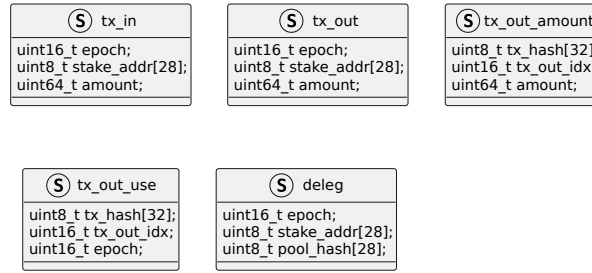 S tx_in
uint16_t epoch;
uint8_t stake_addr[28];
uint64_t amount;
S tx_out
uint16_t epoch;
uint8_t stake_addr[28];
uint64_t amount;
S tx_out_amount
uint8_t tx_hash[32]
uint16_t tx_out_idx
uint64_t amount;
S tx_out_use
uint8_t tx_hash[32];
uint16_t tx_out_idx;
uint16_t epoch;
S deleg
uint16_t epoch;
uint8_t stake_addr[28];
uint8_t pool_hash[28];